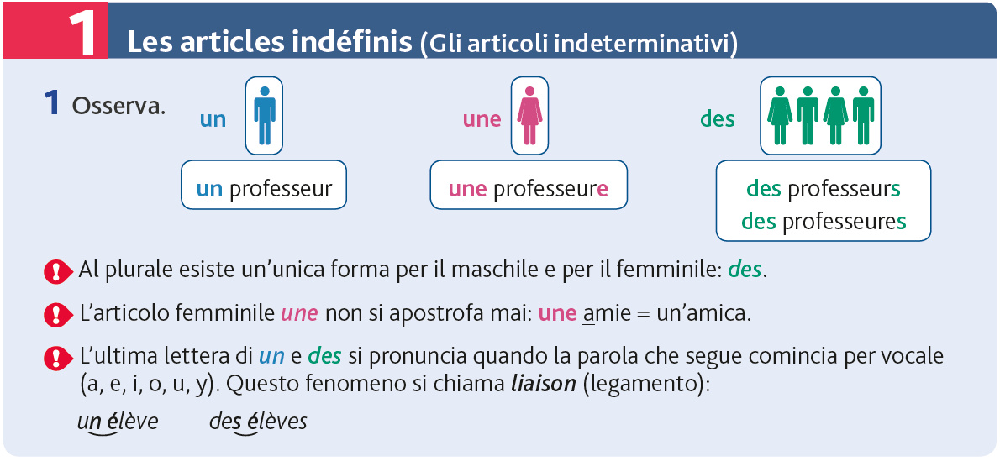 1 Les articles indéfinis (Gli articoli indeterminativi)
1 Osserva.
un
une
des
un professeur
une professeure
des professeurs
des professeures
! Al plurale esiste un’unica forma per il maschile e per il femminile: des.
! L’articolo femminile une non si apostrofa mai: une amie = un’amica.
! L’ultima lettera di un e des si pronuncia quando la parola che segue comincia per vocale
(a, e, i, o, u, y). Questo fenomeno si chiama liaison (legamento):
un élève des élèves